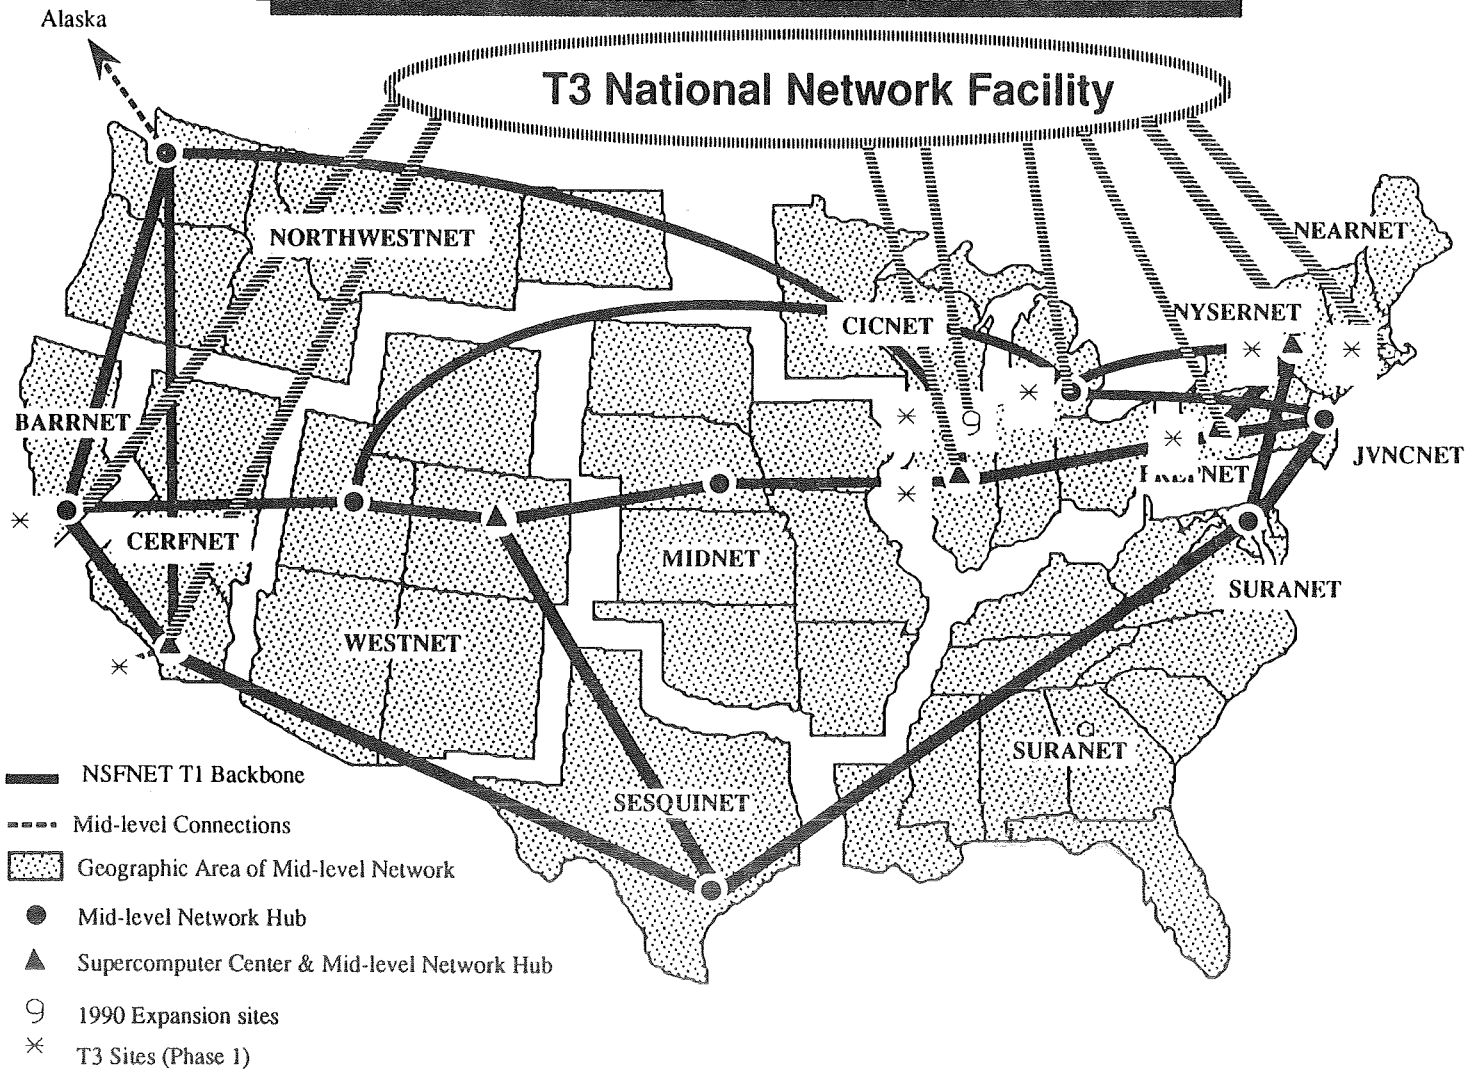 Alaska
T3 National Network Facility
NEARNET
NORTHWESTNET
NYSERNET
CICNET
BARRNET
JVNCNET
CERFNET
MIDNET
SURANET
WESTNET
SURANET
SESQUINET
NSFNET T1 Backbone
Mid-level Connections
Geographic Area of Mid-level Network
Mid-level Network Hub
Supercomputer Center & Mid-level Network Hub
9 1990 Expansion sites
T3 Sites (Phase 1)